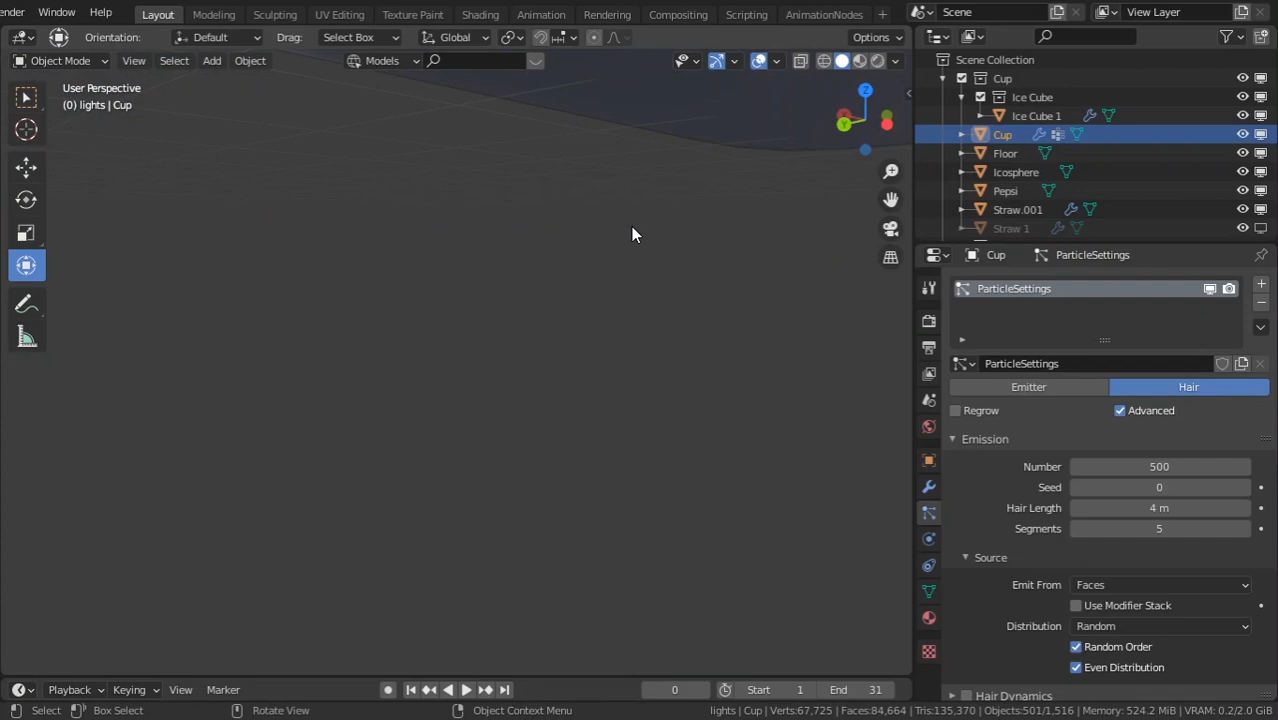 ender Window Help Layout Modeling Sculpting UV Editing Texture Paint Shading Animation Rendering Compositing Scripting AnimationNodes + Scene View Layer
Orientation: Default Drag: Select Box Global Options
Object Mode View Select Add Object Models
User Perspective
(0) lights | Cup
Z
Y
Scene Collection
Cup
Ice Cube
Ice Cube 1
Cup
Floor
Icosphere
Pepsi
Straw.001
Straw 1
Cup ParticleSettings
ParticleSettings
ParticleSettings
Emitter Hair
Regrow Advanced
Emission
Number 500
Seed 0
Hair Length 4 m
Segments 5
Source
Emit From Faces
Use Modifier Stack
Distribution Random
Random Order
Even Distribution
Hair Dynamics
Playback Keying View Marker 0 Start 1 End 31
Select Box Select Rotate View Object Context Menu lights | Cup | Verts:67,725 | Faces:84,664 | Tris:135,370 | Objects:501/1,516 | Memory: 524.2 MiB | VRAM: 0.2/2.0 GiB